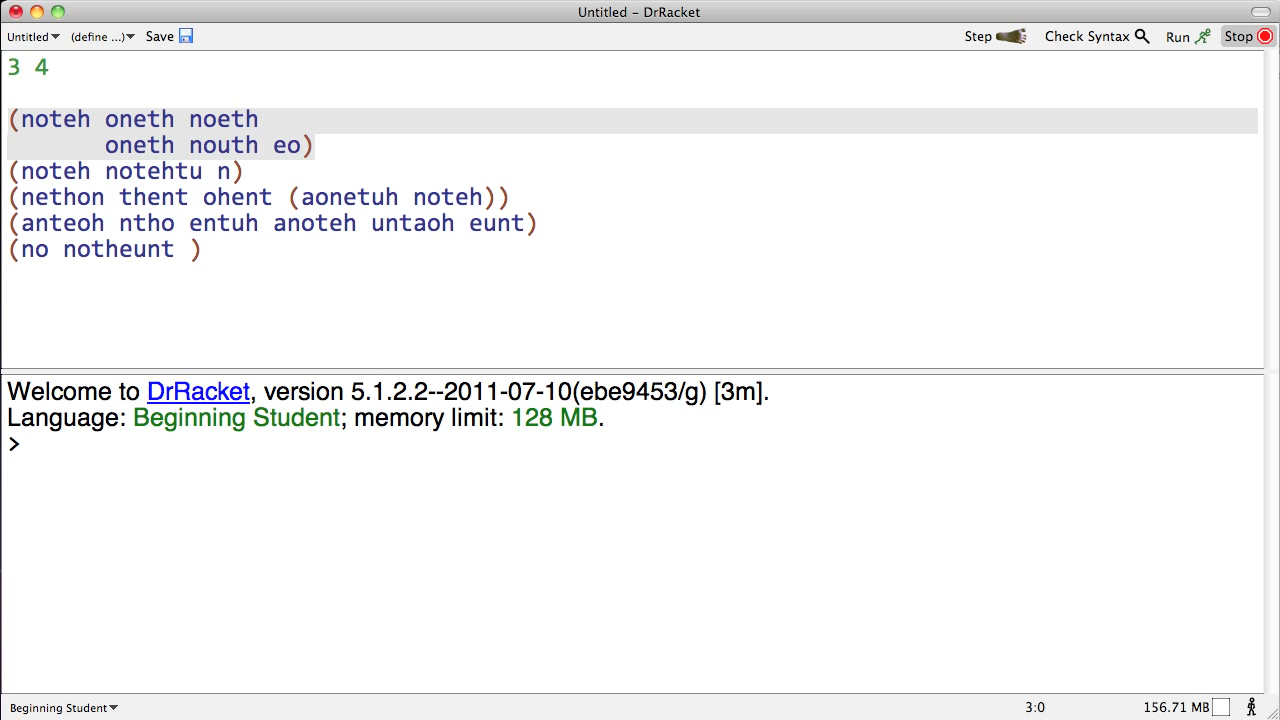 Untitled - DrRacket
Untitled (define ...) Save Step Check Syntax Run Stop
3 4
(noteh oneth noeth
oneth nouth eo)
(noteh notehtu n)
(nethon thent ohent (aonetuh noteh))
(anteoh ntho entuh anoteh untaoh eunt)
(no notheunt )
Welcome to DrRacket, version 5.1.2.2--2011-07-10(ebe9453/g) [3m].
Language: Beginning Student; memory limit: 128 MB.
>
Beginning Student 3:0 156.71 MB